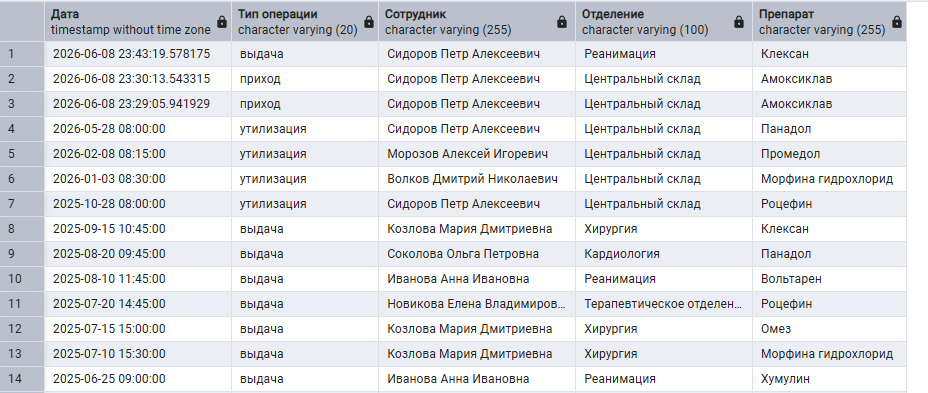 Дата Тип операции Сотрудник Отделение Препарат
timestamp without time zone character varying (20) character varying (255) character varying (100) character varying (255)
1 2026-06-08 23:43:19.578175 выдача Сидоров Петр Алексеевич Реанимация Клексан
2 2026-06-08 23:30:13.543315 приход Сидоров Петр Алексеевич Центральный склад Амоксиклав
3 2026-06-08 23:29:05.941929 приход Сидоров Петр Алексеевич Центральный склад Амоксиклав
4 2026-05-28 08:00:00 утилизация Сидоров Петр Алексеевич Центральный склад Панадол
5 2026-02-08 08:15:00 утилизация Морозов Алексей Игоревич Центральный склад Промедол
6 2026-01-03 08:30:00 утилизация Волков Дмитрий Николаевич Центральный склад Морфина гидрохлорид
7 2025-10-28 08:00:00 утилизация Сидоров Петр Алексеевич Центральный склад Роцефин
8 2025-09-15 10:45:00 выдача Козлова Мария Дмитриевна Хирургия Клексан
9 2025-08-20 09:45:00 выдача Соколова Ольга Петровна Кардиология Панадол
10 2025-08-10 11:45:00 выдача Иванова Анна Ивановна Реанимация Вольтарен
11 2025-07-20 14:45:00 выдача Новикова Елена Владимиров… Терапевтическое отделен… Роцефин
12 2025-07-15 15:00:00 выдача Козлова Мария Дмитриевна Хирургия Омез
13 2025-07-10 15:30:00 выдача Козлова Мария Дмитриевна Хирургия Морфина гидрохлорид
14 2025-06-25 09:00:00 выдача Иванова Анна Ивановна Реанимация Хумулин